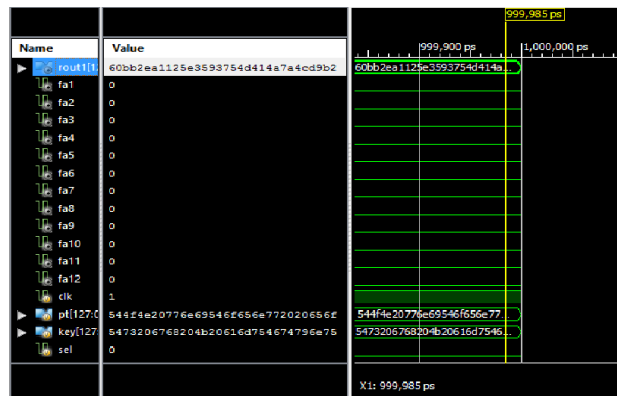 999,985 ps
Name Value 999,900 ps 1,000,000 ps
rout1[1: 60bb2ea1125e3593754d414a7a4cd9b2 60bb2ea1125e3593754d414a...
fa1 0
fa2 0
fa3 0
fa4 0
fa5 0
fa6 0
fa7 0
fa8 0
fa9 0
fa10 0
fa11 0
fa12 0
clk 1
pt[127:0 544f4e20776e69546f656e772020656f 544f4e20776e69546f656e77...
key[127: 5473206768204b20616d754674796e75 5473206768204b20616d7546...
sel 0
X1: 999,985 ps